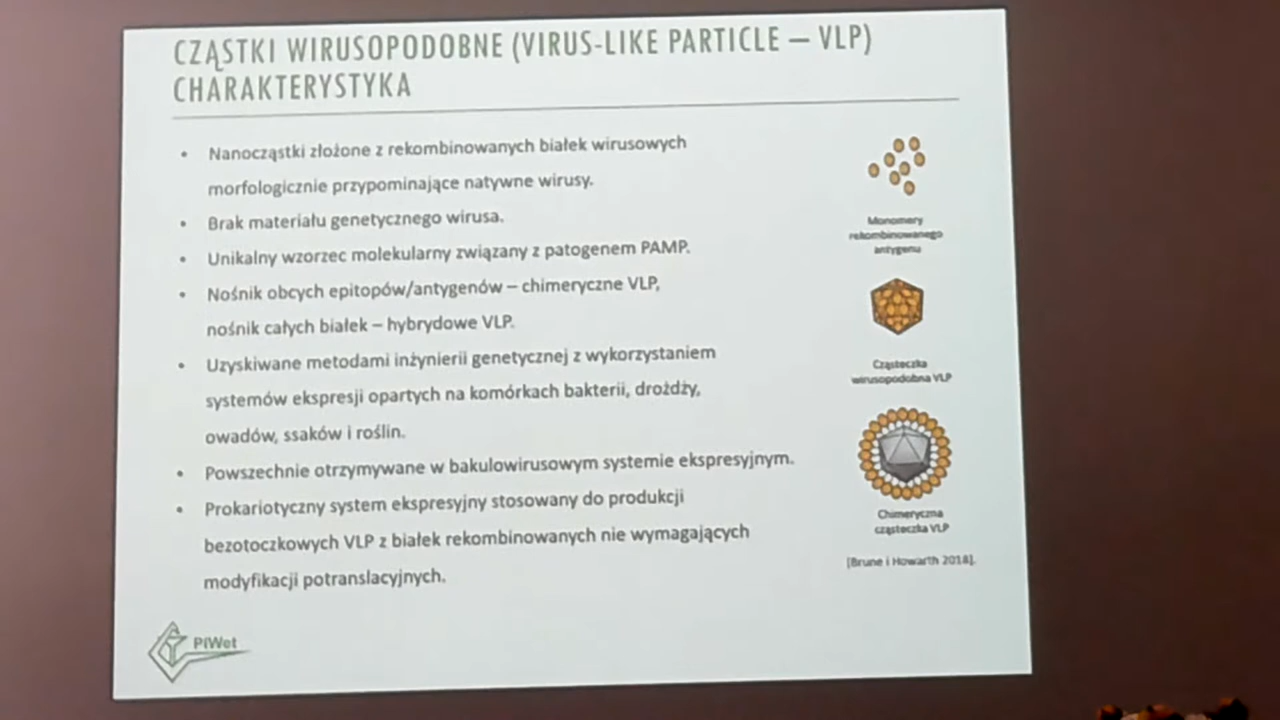 CZĄSTKI WIRUSOPODOBNE (VIRUS-LIKE PARTICLE – VLP)
CHARAKTERYSTYKA
• Nanocząstki złożone z rekombinowanych białek wirusowych
morfologicznie przypominające natywne wirusy.
• Brak materiału genetycznego wirusa.
• Unikalny wzorzec molekularny związany z patogenem PAMP.
• Nośnik obcych epitopów/antygenów – chimeryczne VLP,
nośnik całych białek – hybrydowe VLP.
• Uzyskiwane metodami inżynierii genetycznej z wykorzystaniem
systemów ekspresji opartych na komórkach bakterii, drożdży,
owadów, ssaków i roślin.
• Powszechnie otrzymywane w bakulowirusowym systemie ekspresyjnym.
• Prokariotyczny system ekspresyjny stosowany do produkcji
bezotoczkowych VLP z białek rekombinowanych nie wymagających
modyfikacji potranslacyjnych.
Monomery
rekombinowanego
antygenu
Cząsteczka
wirusopodobna VLP
Chimeryczna
cząsteczka VLP
[Brune i Howarth 2018].
PIWet